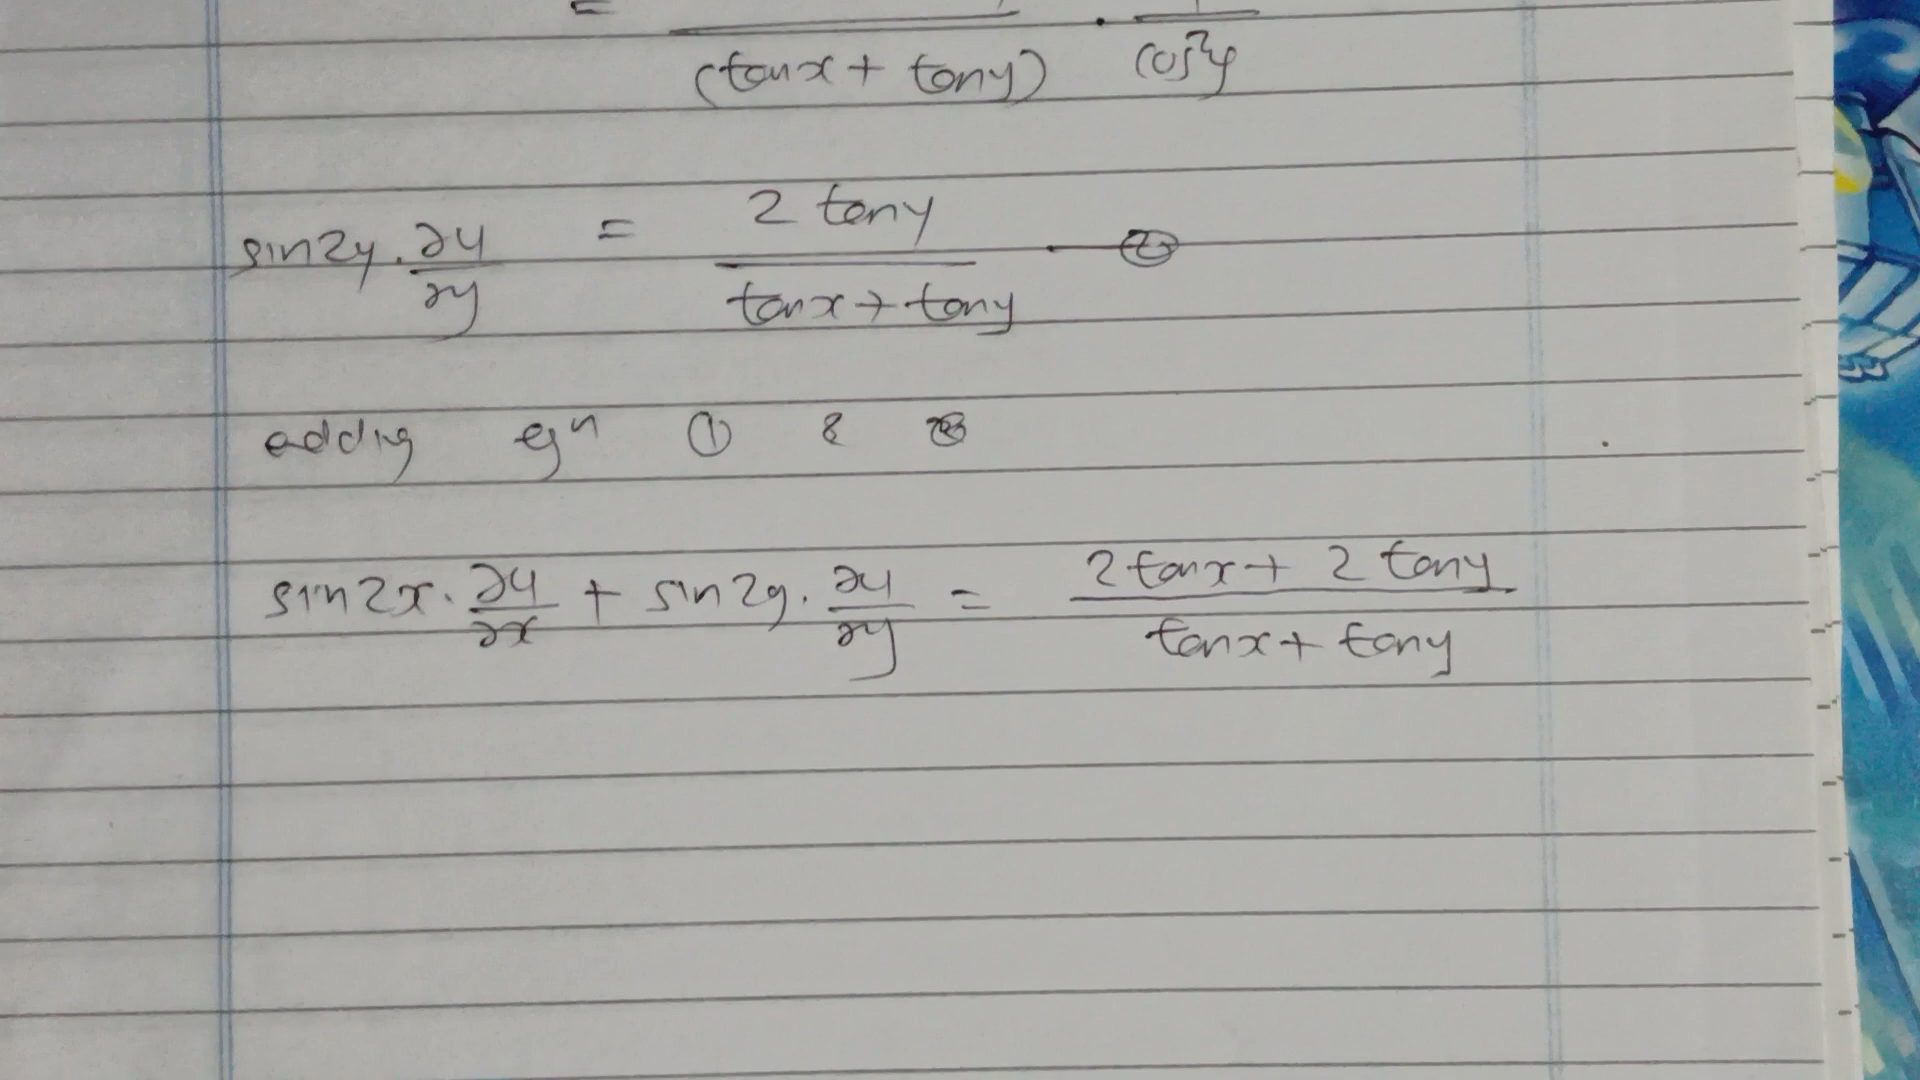 =
(tanx + tany) . cos²y
sin2y . ∂u/∂y = 2 tany / tanx + tany — ②
adding eqⁿ ① & ②
sin2x . ∂u/∂x + sin2y . ∂u/∂y = 2 tanx + 2 tany / tanx + tany